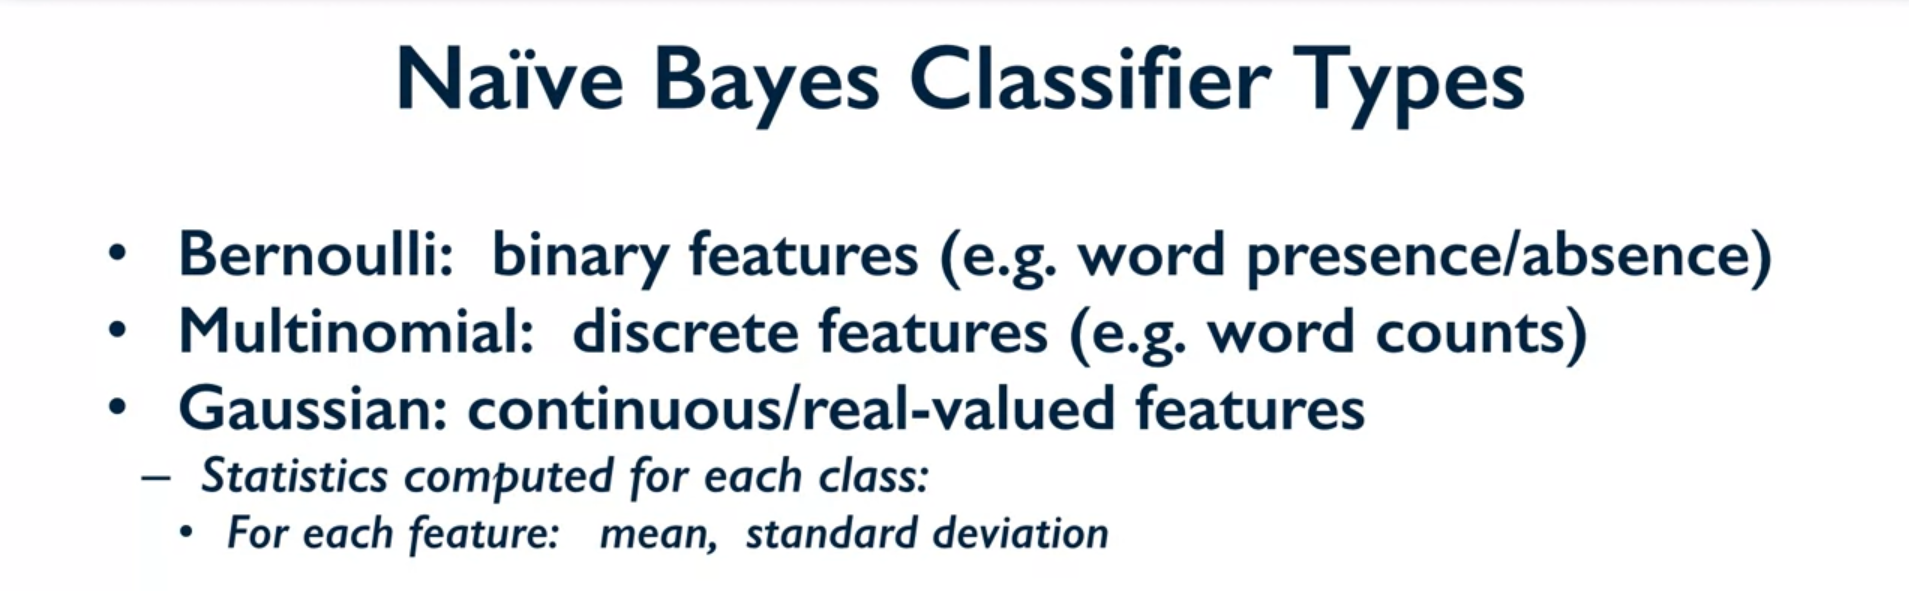 Naïve Bayes Classifier Types
• Bernoulli: binary features (e.g. word presence/absence)
• Multinomial: discrete features (e.g. word counts)
• Gaussian: continuous/real-valued features
– Statistics computed for each class:
• For each feature: mean, standard deviation